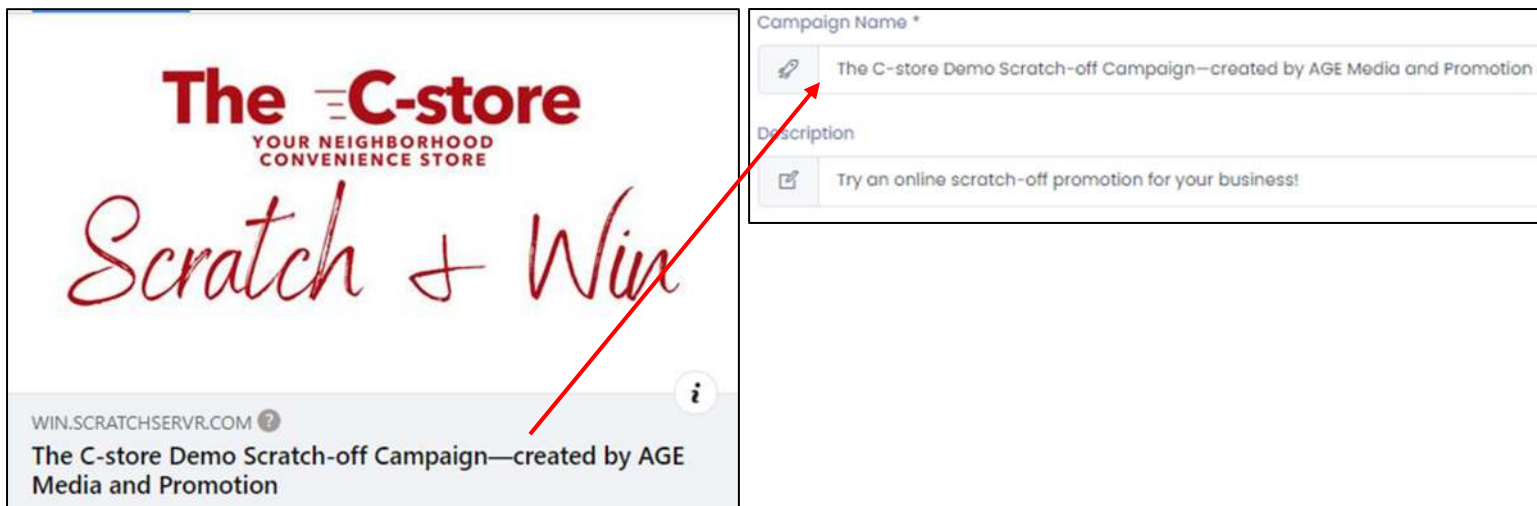 The C-store
YOUR NEIGHBORHOOD
CONVENIENCE STORE
Scratch + Win
i
WIN.SCRATCHSERVR.COM ?
The C-store Demo Scratch-off Campaign—created by AGE
Media and Promotion
Campaign Name *
The C-store Demo Scratch-off Campaign—created by AGE Media and Promotion
Description
Try an online scratch-off promotion for your business!